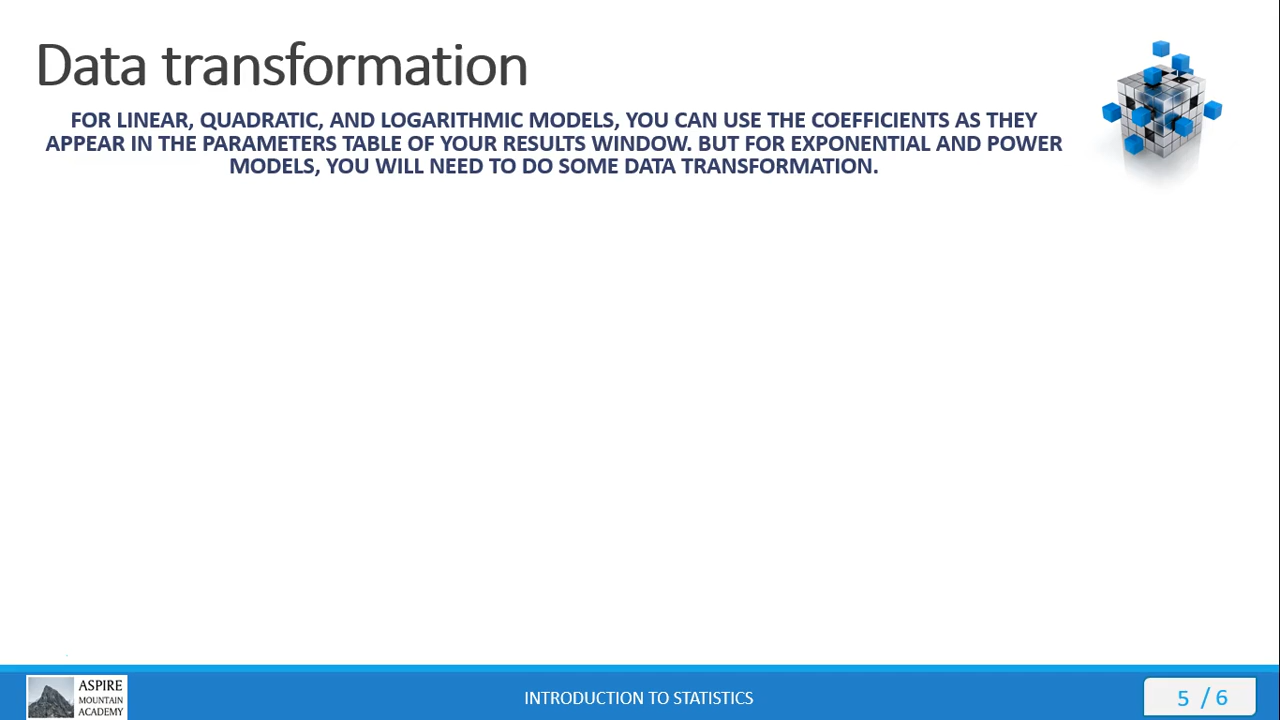 Data transformation
FOR LINEAR, QUADRATIC, AND LOGARITHMIC MODELS, YOU CAN USE THE COEFFICIENTS AS THEY
APPEAR IN THE PARAMETERS TABLE OF YOUR RESULTS WINDOW. BUT FOR EXPONENTIAL AND POWER
MODELS, YOU WILL NEED TO DO SOME DATA TRANSFORMATION.
ASPIRE
MOUNTAIN
ACADEMY
INTRODUCTION TO STATISTICS
5 / 6